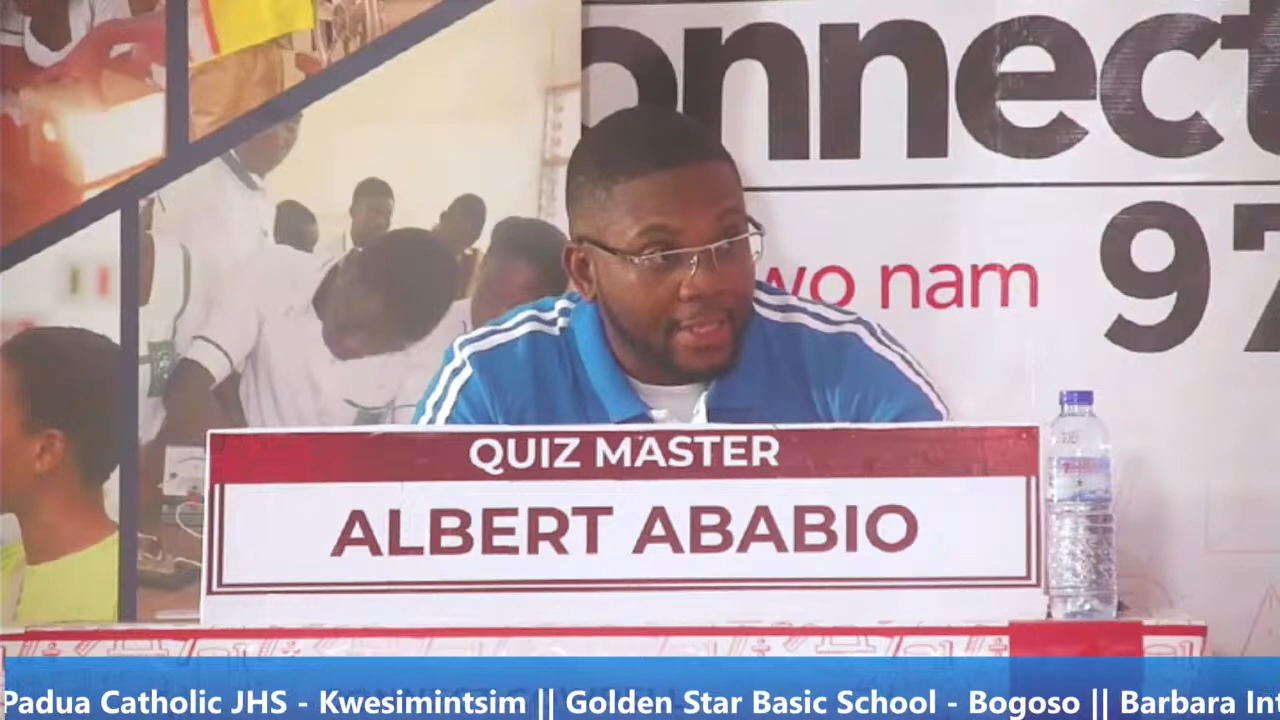 onnect
wo nam
97
QUIZ MASTER
ALBERT ABABIO
Padua Catholic JHS - Kwesimintsim || Golden Star Basic School - Bogoso || Barbara Int